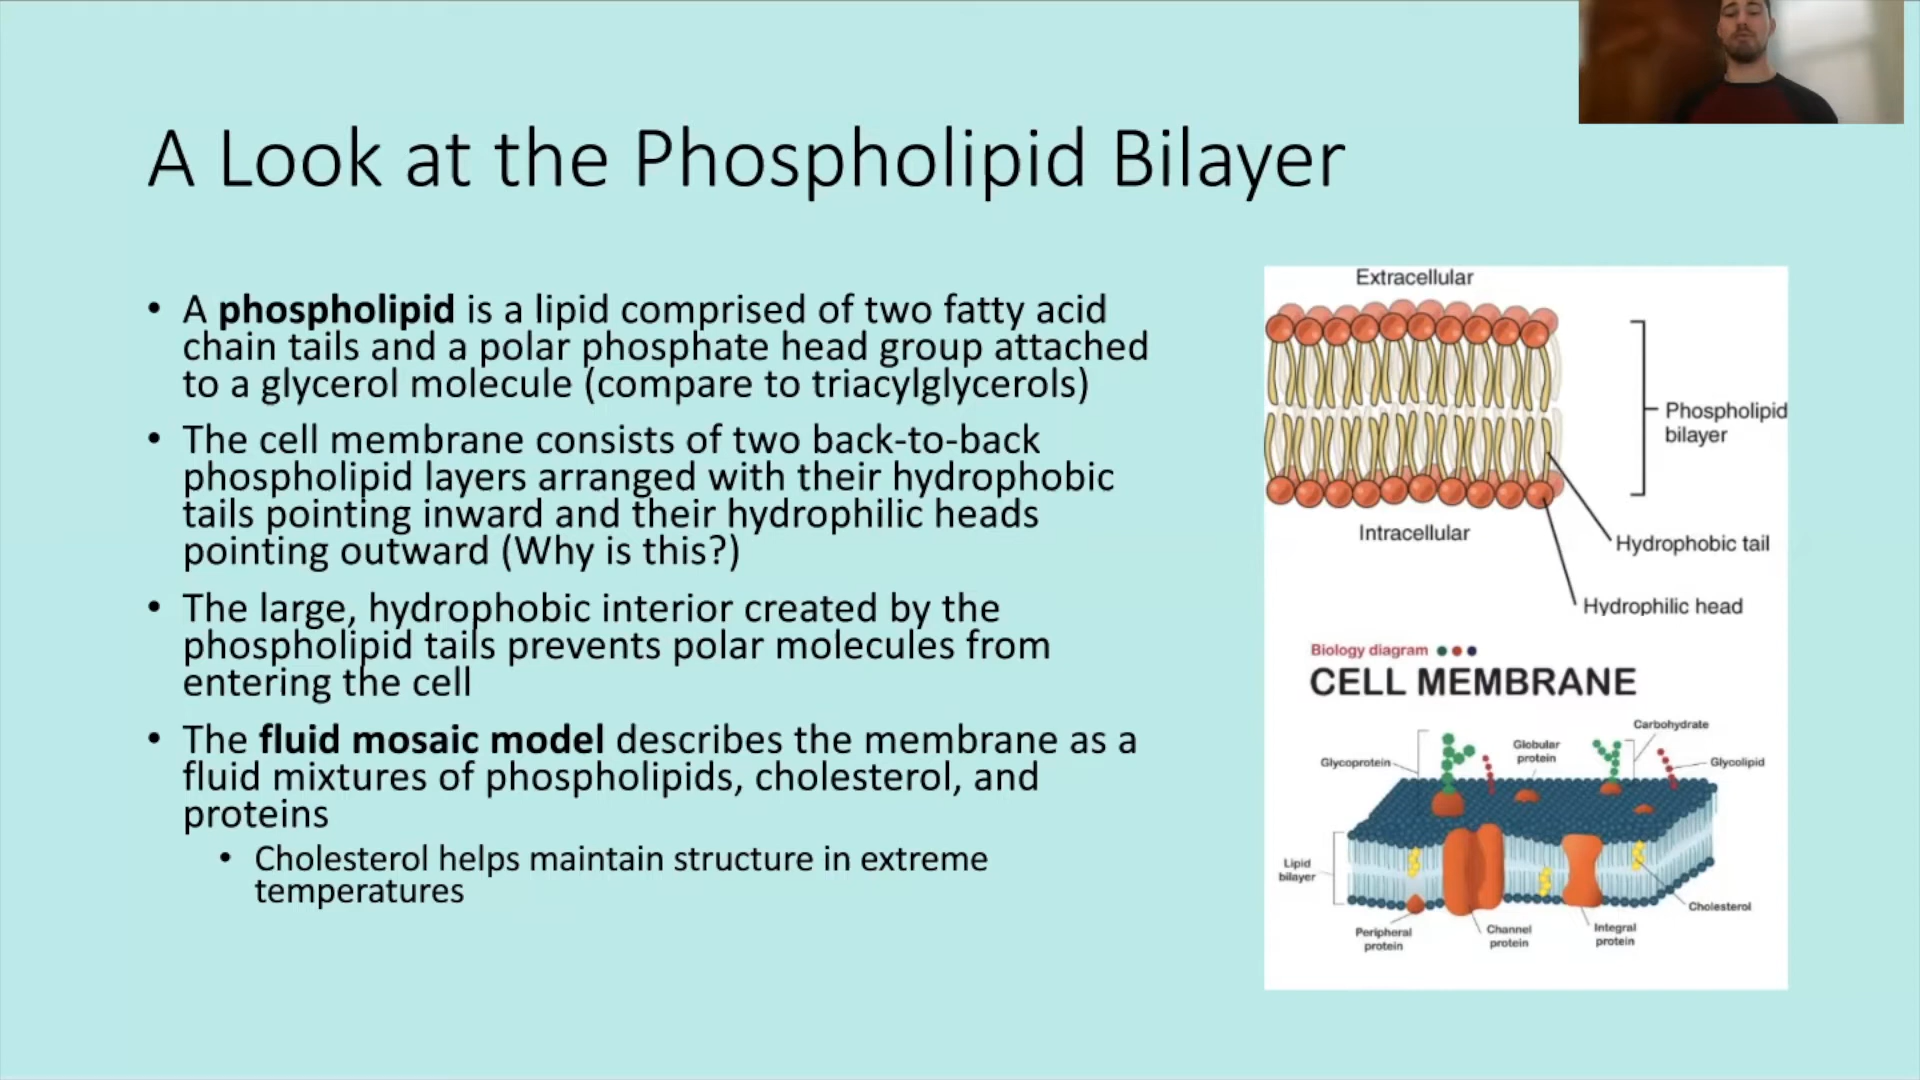 A Look at the Phospholipid Bilayer
• A phospholipid is a lipid comprised of two fatty acid
chain tails and a polar phosphate head group attached
to a glycerol molecule (compare to triacylglycerols)
• The cell membrane consists of two back-to-back
phospholipid layers arranged with their hydrophobic
tails pointing inward and their hydrophilic heads
pointing outward (Why is this?)
• The large, hydrophobic interior created by the
phospholipid tails prevents polar molecules from
entering the cell
• The fluid mosaic model describes the membrane as a
fluid mixtures of phospholipids, cholesterol, and
proteins
• Cholesterol helps maintain structure in extreme
temperatures
Extracellular
Phospholipid
bilayer
Intracellular
Hydrophobic tail
Hydrophilic head
Biology diagram
CELL MEMBRANE
Carbohydrate
Glycoprotein
Globular
protein
Glycolipid
Lipid
bilayer
Cholesterol
Peripheral
protein
Channel
protein
Integral
protein